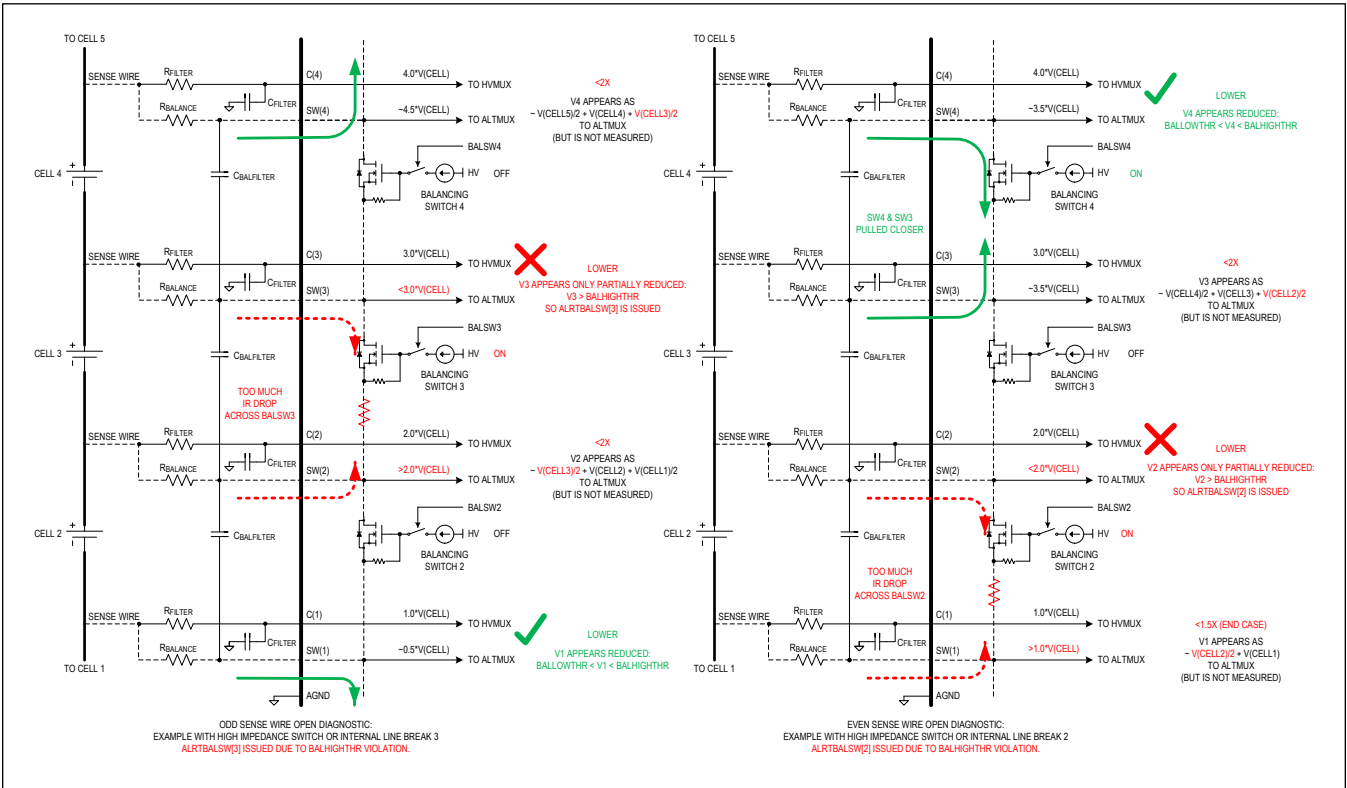 TO CELL 5
SENSE WIRE
RFILTER
C(4)
4.0*V(CELL)
TO HVMUX
CFILTER
RBALANCE
SW(4)
~4.5*V(CELL)
TO ALTMUX
<2X
V4 APPEARS AS
~ V(CELL5)/2 + V(CELL4) + V(CELL3)/2
TO ALTMUX
(BUT IS NOT MEASURED)
BALSW4
+
CELL 4
-
CBALFILTER
HV
OFF
BALANCING
SWITCH 4
SENSE WIRE
RFILTER
C(3)
3.0*V(CELL)
TO HVMUX
CFILTER
RBALANCE
SW(3)
<3.0*V(CELL)
TO ALTMUX
LOWER
V3 APPEARS ONLY PARTIALLY REDUCED:
V3 > BALHIGHTHR
SO ALRTBALSW[3] IS ISSUED
BALSW3
+
CELL 3
-
CBALFILTER
HV
ON
BALANCING
SWITCH 3
TOO MUCH
IR DROP
ACROSS BALSW3
SENSE WIRE
RFILTER
C(2)
2.0*V(CELL)
TO HVMUX
CFILTER
RBALANCE
SW(2)
>2.0*V(CELL)
TO ALTMUX
<2X
V2 APPEARS AS
~ V(CELL3)/2 + V(CELL2) + V(CELL1)/2
TO ALTMUX
(BUT IS NOT MEASURED)
BALSW2
+
CELL 2
-
CBALFILTER
HV
OFF
BALANCING
SWITCH 2
SENSE WIRE
RFILTER
C(1)
1.0*V(CELL)
TO HVMUX
CFILTER
RBALANCE
SW(1)
~0.5*V(CELL)
TO ALTMUX
LOWER
V1 APPEARS REDUCED:
BALLOWTHR < V1 < BALHIGHTHR
TO CELL 1
AGND
ODD SENSE WIRE OPEN DIAGNOSTIC:
EXAMPLE WITH HIGH IMPEDANCE SWITCH OR INTERNAL LINE BREAK 3
ALRTBALSW[3] ISSUED DUE TO BALHIGHTHR VIOLATION.
TO CELL 5
SENSE WIRE
RFILTER
C(4)
4.0*V(CELL)
TO HVMUX
CFILTER
RBALANCE
SW(4)
~3.5*V(CELL)
TO ALTMUX
LOWER
V4 APPEARS REDUCED:
BALLOWTHR < V4 < BALHIGHTHR
BALSW4
+
CELL 4
-
CBALFILTER
HV
ON
BALANCING
SWITCH 4
SW4 & SW3
PULLED CLOSER
SENSE WIRE
RFILTER
C(3)
3.0*V(CELL)
TO HVMUX
CFILTER
RBALANCE
SW(3)
~3.5*V(CELL)
TO ALTMUX
<2X
V3 APPEARS AS
~ V(CELL4)/2 + V(CELL3) + V(CELL2)/2
TO ALTMUX
(BUT IS NOT MEASURED)
BALSW3
+
CELL 3
-
CBALFILTER
HV
OFF
BALANCING
SWITCH 3
SENSE WIRE
RFILTER
C(2)
2.0*V(CELL)
TO HVMUX
CFILTER
RBALANCE
SW(2)
<2.0*V(CELL)
TO ALTMUX
LOWER
V2 APPEARS ONLY PARTIALLY REDUCED:
V2 > BALHIGHTHR
SO ALRTBALSW[2] IS ISSUED
BALSW2
+
CELL 2
-
CBALFILTER
HV
ON
BALANCING
SWITCH 2
TOO MUCH
IR DROP
ACROSS BALSW2
SENSE WIRE
RFILTER
C(1)
1.0*V(CELL)
TO HVMUX
CFILTER
RBALANCE
SW(1)
>1.0*V(CELL)
TO ALTMUX
<1.5X (END CASE)
V1 APPEARS AS
~ V(CELL2)/2 + V(CELL1)
TO ALTMUX
(BUT IS NOT MEASURED)
TO CELL 1
AGND
EVEN SENSE WIRE OPEN DIAGNOSTIC:
EXAMPLE WITH HIGH IMPEDANCE SWITCH OR INTERNAL LINE BREAK 2
ALRTBALSW[2] ISSUED DUE TO BALHIGHTHR VIOLATION.